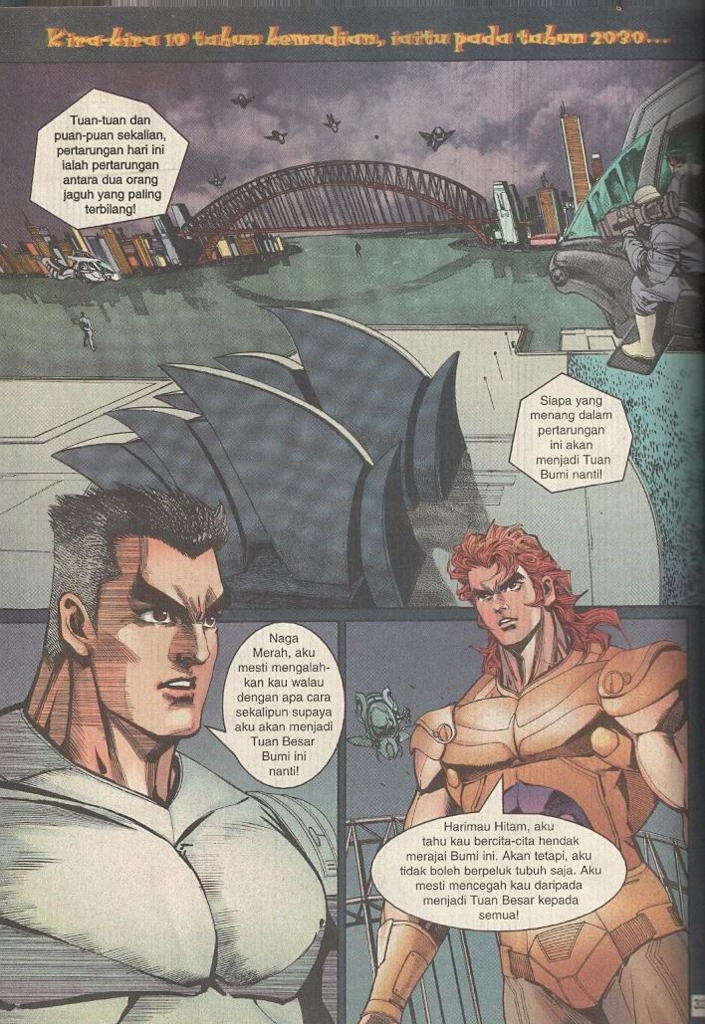 Kira-kira 10 tahun kemudian, iaitu pada tahun 2030...
Tuan-tuan dan
puan-puan sekalian,
pertarungan hari ini
ialah pertarungan
antara dua orang
jaguh yang paling
terbilang!
Siapa yang
menang dalam
pertarungan
ini akan
menjadi Tuan
Bumi nanti!
Naga
Merah, aku
mesti mengalah-
kan kau walau
dengan apa cara
sekalipun supaya
aku akan menjadi
Tuan Besar
Bumi ini
nanti!
Harimau Hitam, aku
tahu kau bercita-cita hendak
merajai Bumi ini. Akan tetapi, aku
tidak boleh berpeluk tubuh saja. Aku
mesti mencegah kau daripada
menjadi Tuan Besar kepada
semua!